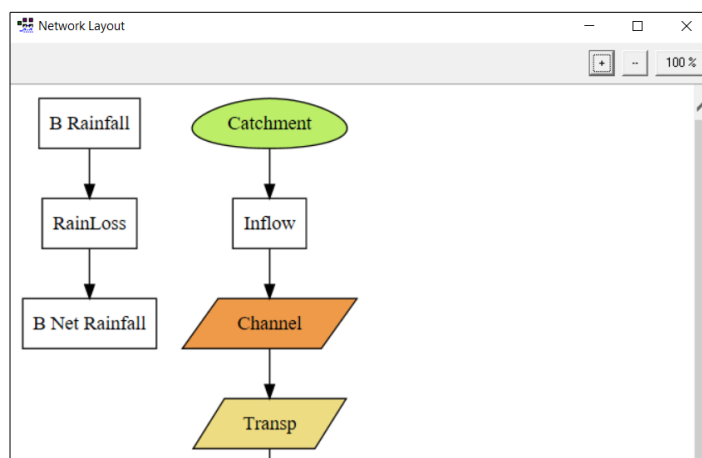 Network Layout
+
--
100 %
B Rainfall
Catchment
RainLoss
Inflow
B Net Rainfall
Channel
Transp